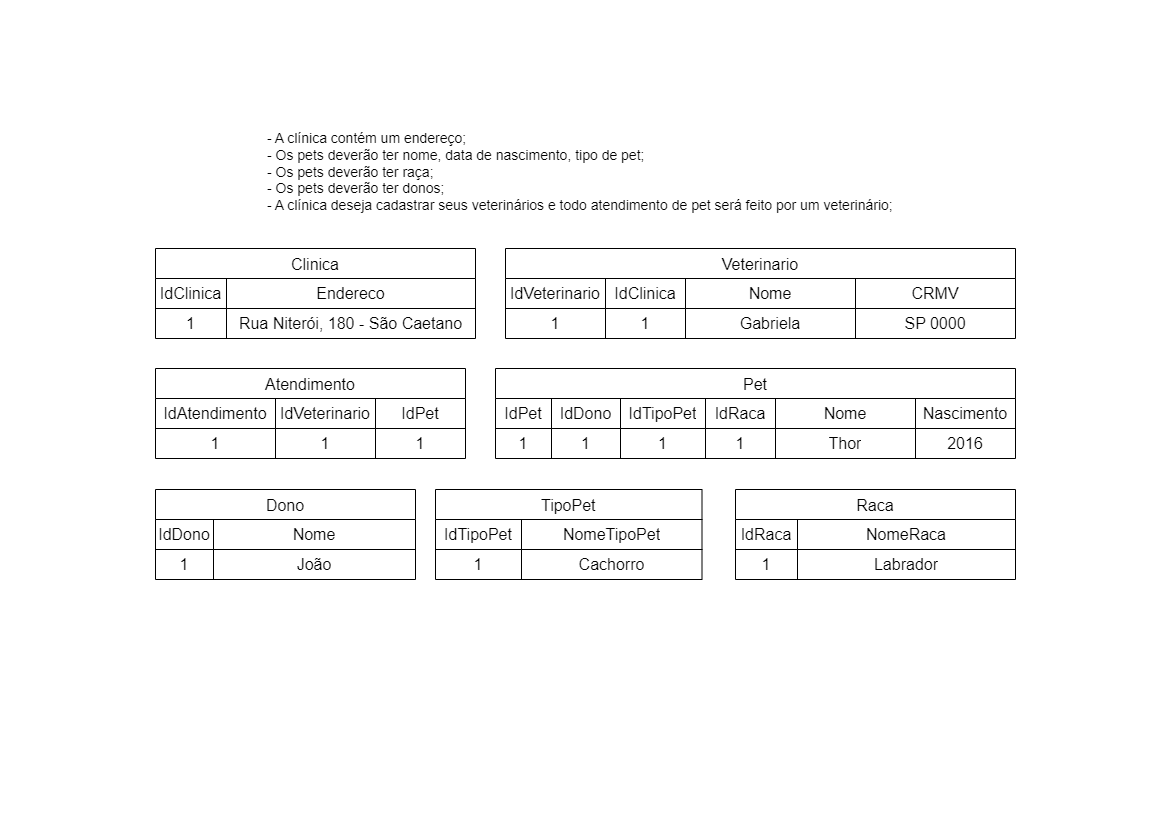 - A clínica contém um endereço;
- Os pets deverão ter nome, data de nascimento, tipo de pet;
- Os pets deverão ter raça;
- Os pets deverão ter donos;
- A clínica deseja cadastrar seus veterinários e todo atendimento de pet será feito por um veterinário;
Clinica
IdClinica Endereco
1 Rua Niterói, 180 - São Caetano
Veterinario
IdVeterinario IdClinica Nome CRMV
1 1 Gabriela SP 0000
Atendimento
IdAtendimento IdVeterinario IdPet
1 1 1
Pet
IdPet IdDono IdTipoPet IdRaca Nome Nascimento
1 1 1 1 Thor 2016
Dono
IdDono Nome
1 João
TipoPet
IdTipoPet NomeTipoPet
1 Cachorro
Raca
IdRaca NomeRaca
1 Labrador